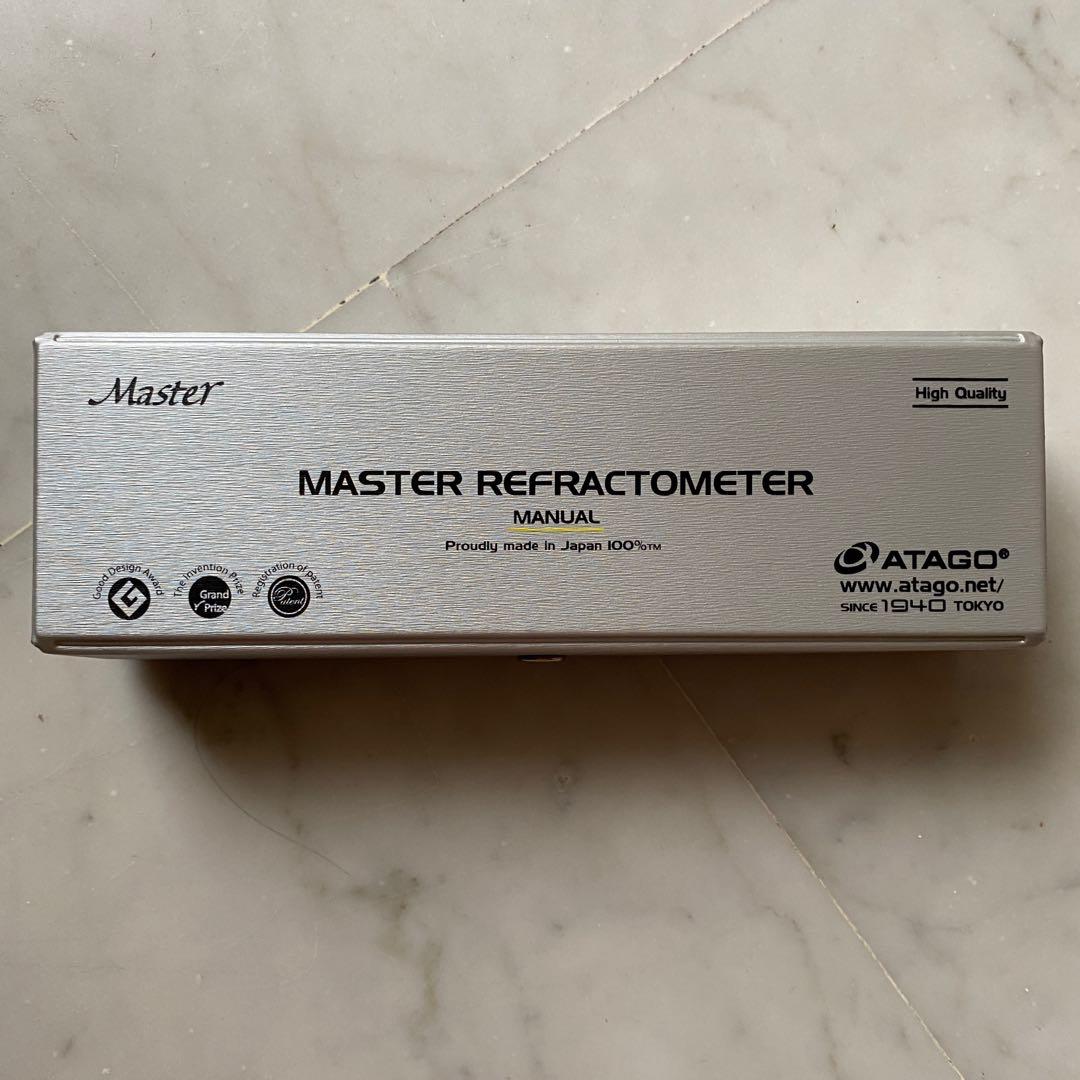 Master
High Quality
MASTER REFRACTOMETER
MANUAL
Proudly made in Japan 100%TM
Good Design Award
The Invention Prize
Grand Prize
Registration of patent
Patent
ATAGO®
www.atago.net/
SINCE 1940 TOKYO